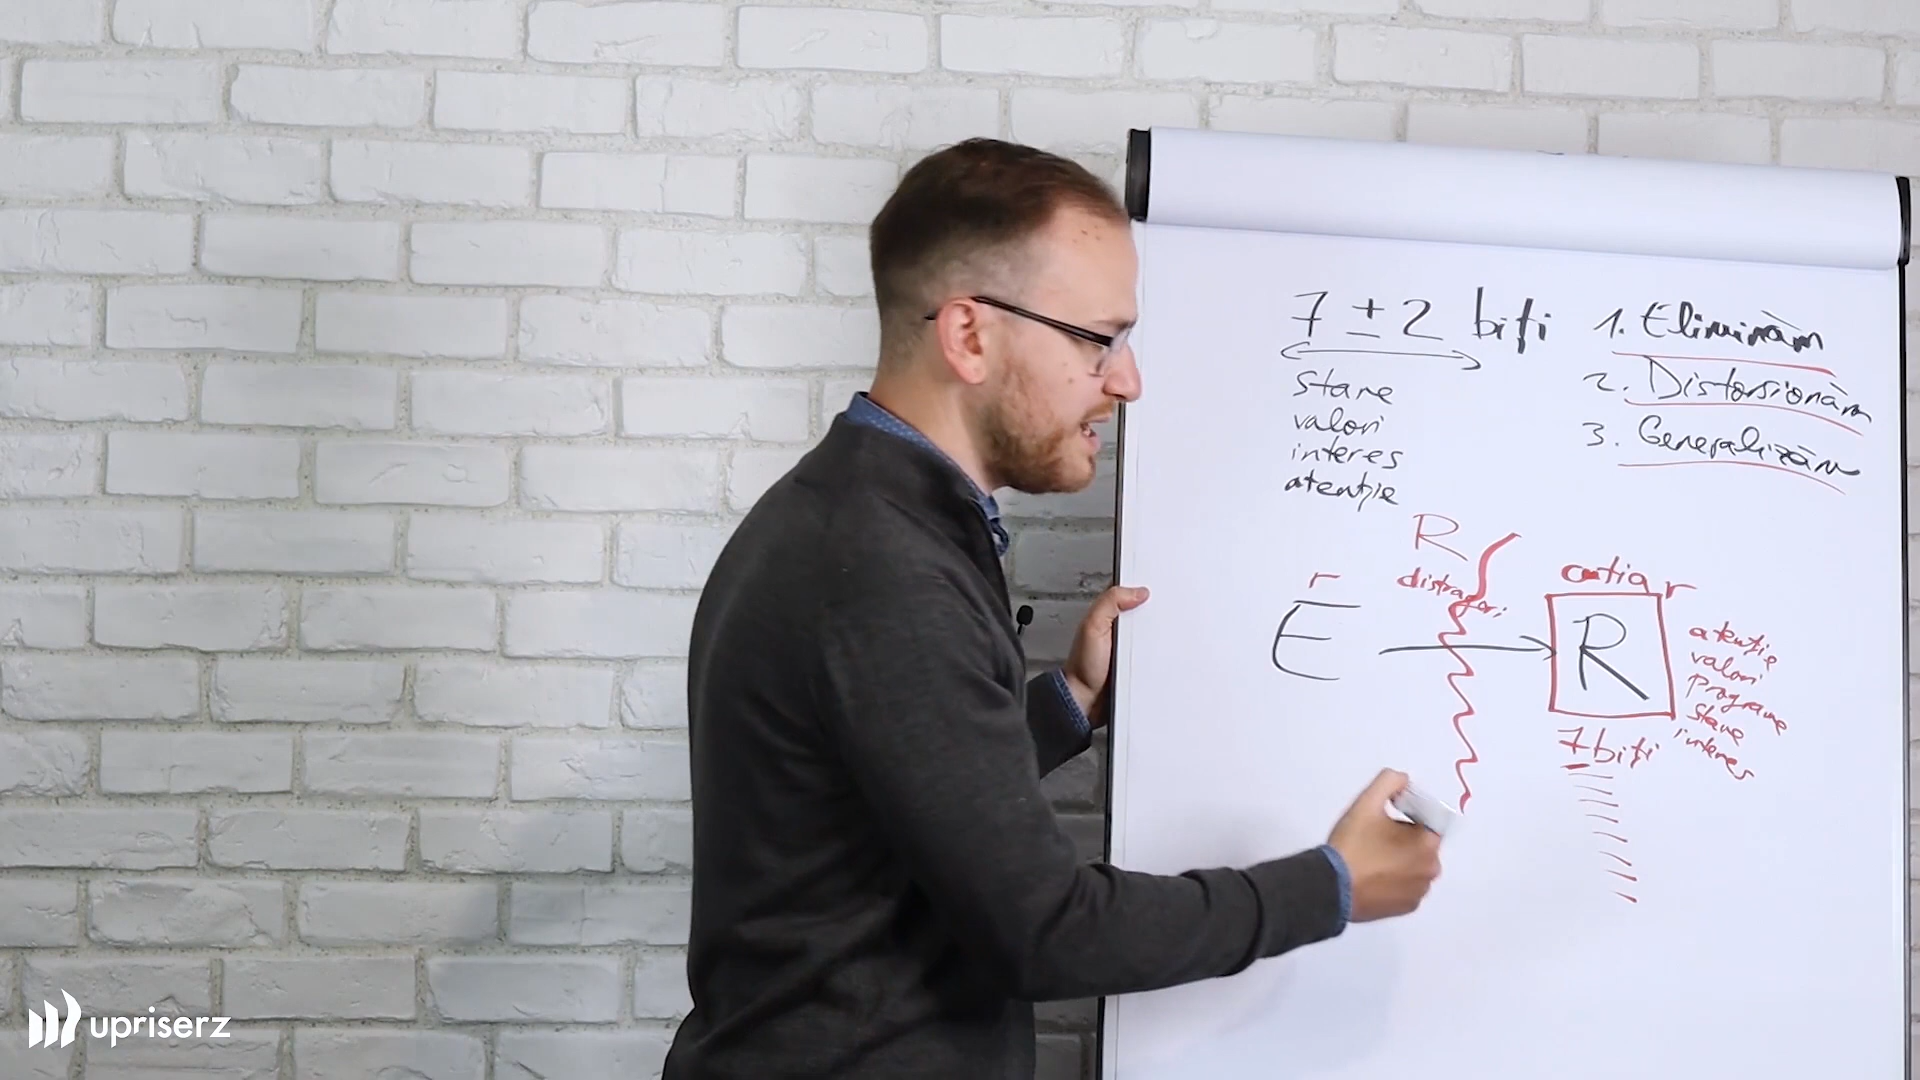 7 ± 2 biți
stare
valori
interes
atenție
1. Eliminăm
2. Distorsionăm
3. Generalizăm
R
distragori
r
E
r
R
atenție
valori
programe
stare
interes
7 biți
upriserz